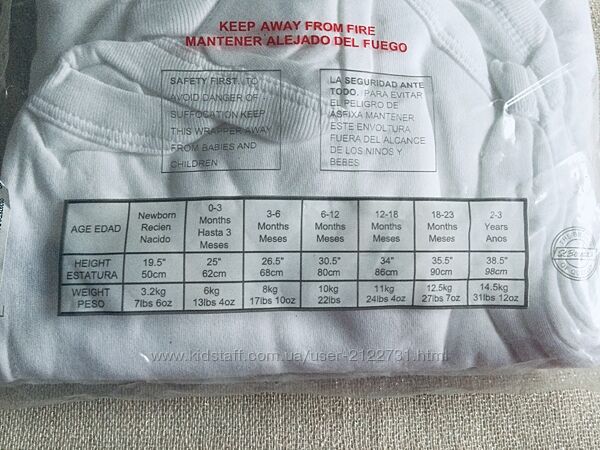 KEEP AWAY FROM FIRE
MANTENER ALEJADO DEL FUEGO
SAFETY FIRST. TO
AVOID DANGER OF
SUFFOCATION KEEP
THIS WRAPPER AWAY
FROM BABIES AND
CHILDREN
LA SEGURIDAD ANTE
TODO. PARA EVITAR
EL PELIGRO DE
ASFIXA MANTENER
ESTE ENVOLTURA
FUERA DEL ALCANCE
DE LOS NINOS Y
BEBES
AGE EDAD Newborn Recien Nacido 0-3 Months Hasta 3 Meses 3-6 Months Meses 6-12 Months Meses 12-18 Months Meses 18-23 Months Meses 2-3 Years Anos
HEIGHT ESTATURA 19.5" 50cm 25" 62cm 26.5" 68cm 30.5" 80cm 34" 86cm 35.5" 90cm 38.5" 98cm
WEIGHT PESO 3.2kg 7lbs 6oz 6kg 13lbs 4oz 8kg 17lbs 10oz 10kg 22lbs 11kg 24lbs 4oz 12.5kg 27lbs 7oz 14.5kg 31lbs 12oz
www.kidstaff.com.ua/user-2122731.html